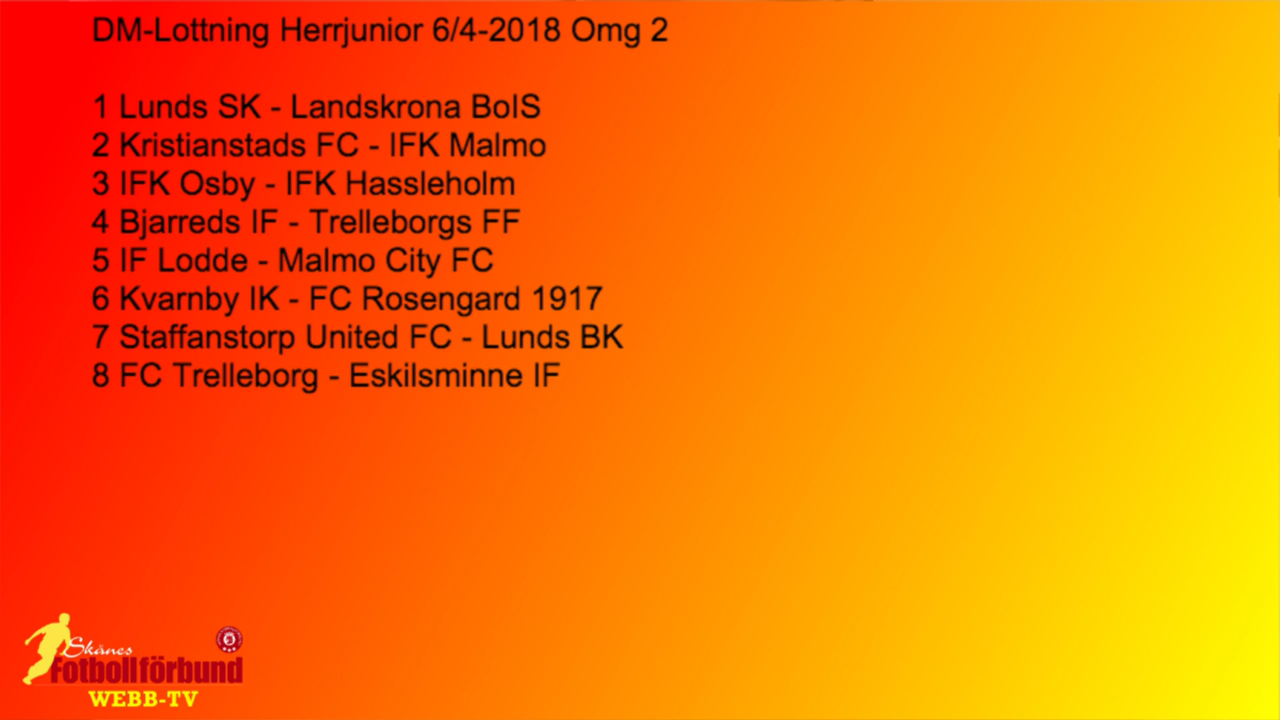 DM-Lottning Herrjunior 6/4-2018 Omg 2
1 Lunds SK - Landskrona BoIS
2 Kristianstads FC - IFK Malmo
3 IFK Osby - IFK Hassleholm
4 Bjarreds IF - Trelleborgs FF
5 IF Lodde - Malmo City FC
6 Kvarnby IK - FC Rosengard 1917
7 Staffanstorp United FC - Lunds BK
8 FC Trelleborg - Eskilsminne IF
Skånes
Fotbollförbund
WEBB-TV